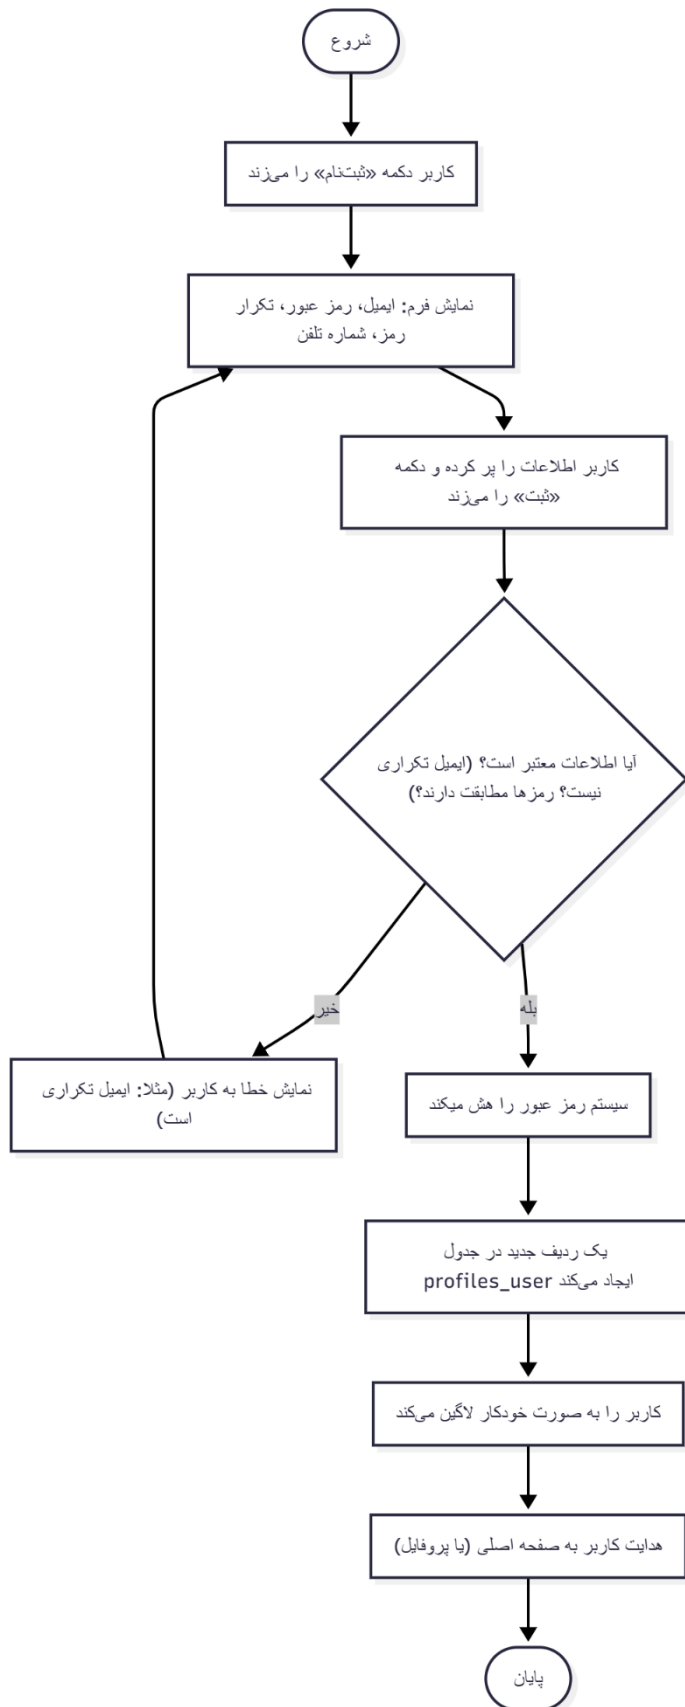 شروع
کاربر دکمه «ثبت‌نام» را می‌زند
نمایش فرم: ایمیل، رمز عبور، تکرار
رمز، شماره تلفن
کاربر اطلاعات را پر کرده و دکمه
«ثبت» را می‌زند
آیا اطلاعات معتبر است؟ (ایمیل تکراری
نیست؟ رمزها مطابقت دارند؟)
خیر
بله
نمایش خطا به کاربر (مثلا: ایمیل تکراری
است)
سیستم رمز عبور را هش میکند
یک ردیف جدید در جدول
profiles_user ایجاد می‌کند
کاربر را به صورت خودکار لاگین می‌کند
هدایت کاربر به صفحه اصلی (یا پروفایل)
پایان